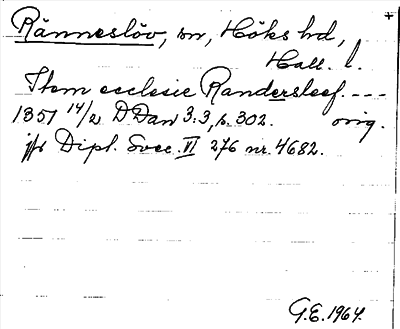 Ränneslöv, sn, Höks hd,
Hall. l.
Item ecclesie Randersleef. ---
1351 14/2 DDan 3:3, s. 302. orig.
jfr Dipl. Svec. VI 276 nr. 4682.
G.E. 1964.